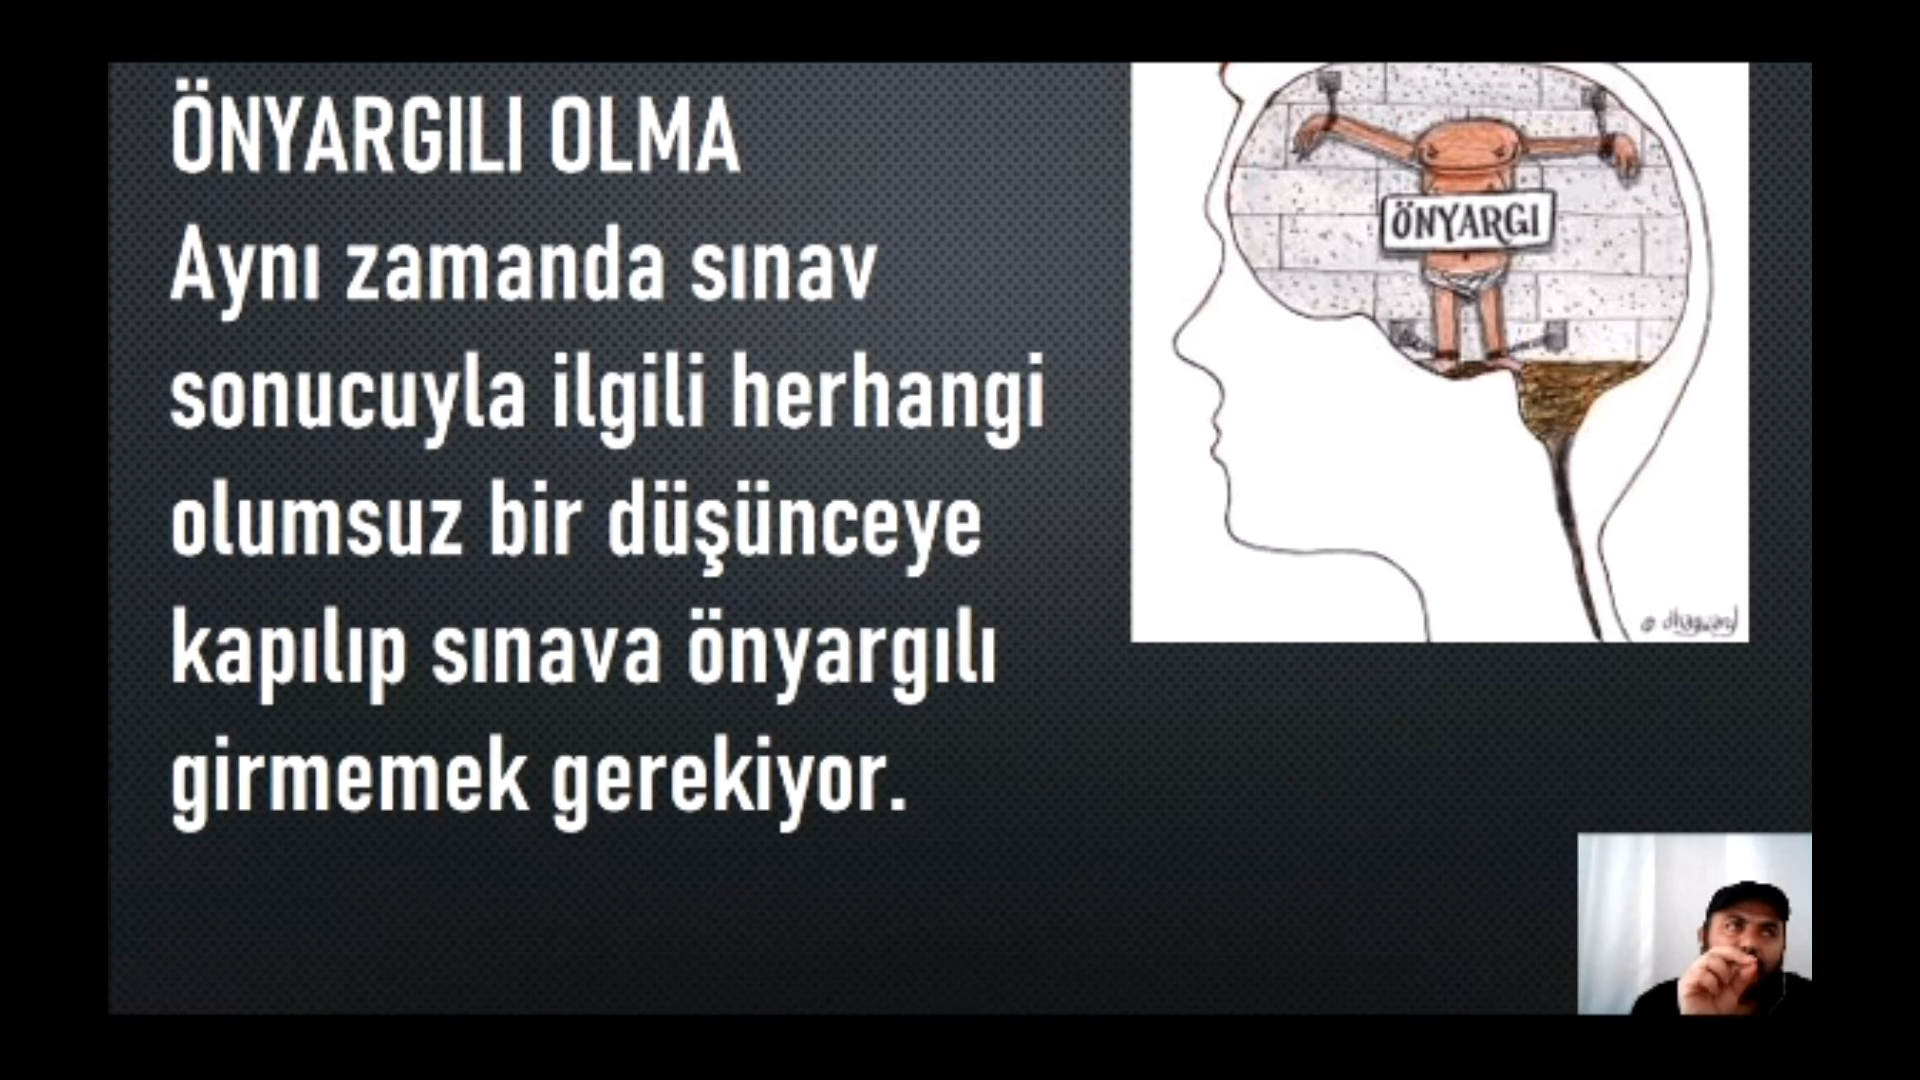 ÖNYARGILI OLMA
Aynı zamanda sınav
sonucuyla ilgili herhangi
olumsuz bir düşünceye
kapılıp sınava önyargılı
girmemek gerekiyor.
ÖNYARGI